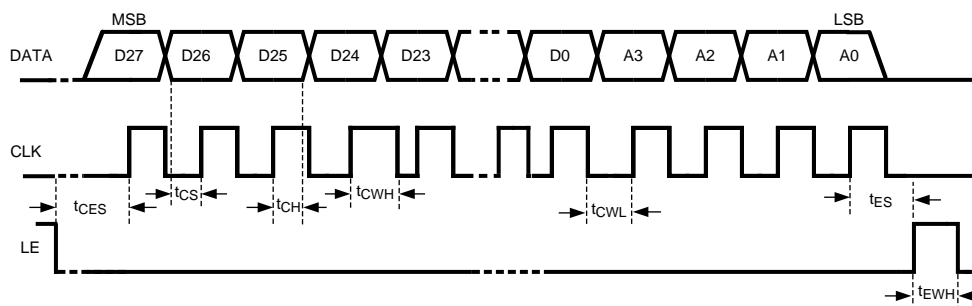 MSB LSB
DATA D27 D26 D25 D24 D23 D0 A3 A2 A1 A0
CLK
tCES tCS tCH tCWH tCWL tES
LE
tEWH